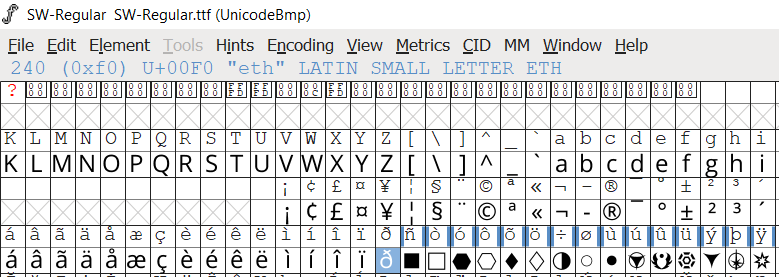 SW-Regular SW-Regular.ttf (UnicodeBmp)
File Edit Element Tools Hints Encoding View Metrics CID MM Window Help
240 (0xf0) U+00F0 "eth" LATIN SMALL LETTER ETH
?
K L M N O P Q R S T U V W X Y Z [ \ ] ^ _ ` a b c d e f g h i
K L M N O P Q R S T U V W X Y Z [ \ ] ^ _ ` a b c d e f g h i
¡ ¢ £ ¤ ¥ ¦ § ¨ © ª « ¬ - ® ¯ ° ± ² ³ ´
¡ ¢ £ ¤ ¥ ¦ § ¨ © ª « ¬ - ® ¯ ° ± ² ³ ´
á â ã ä å æ ç è é ê ë ì í î ï ð ñ ò ó ô õ ö ÷ ø ù ú û ü ý þ ÿ
á â ã ä å æ ç è é ê ë ì í î ï ð ■ □ ⬢ ⬡ ♦ ◊